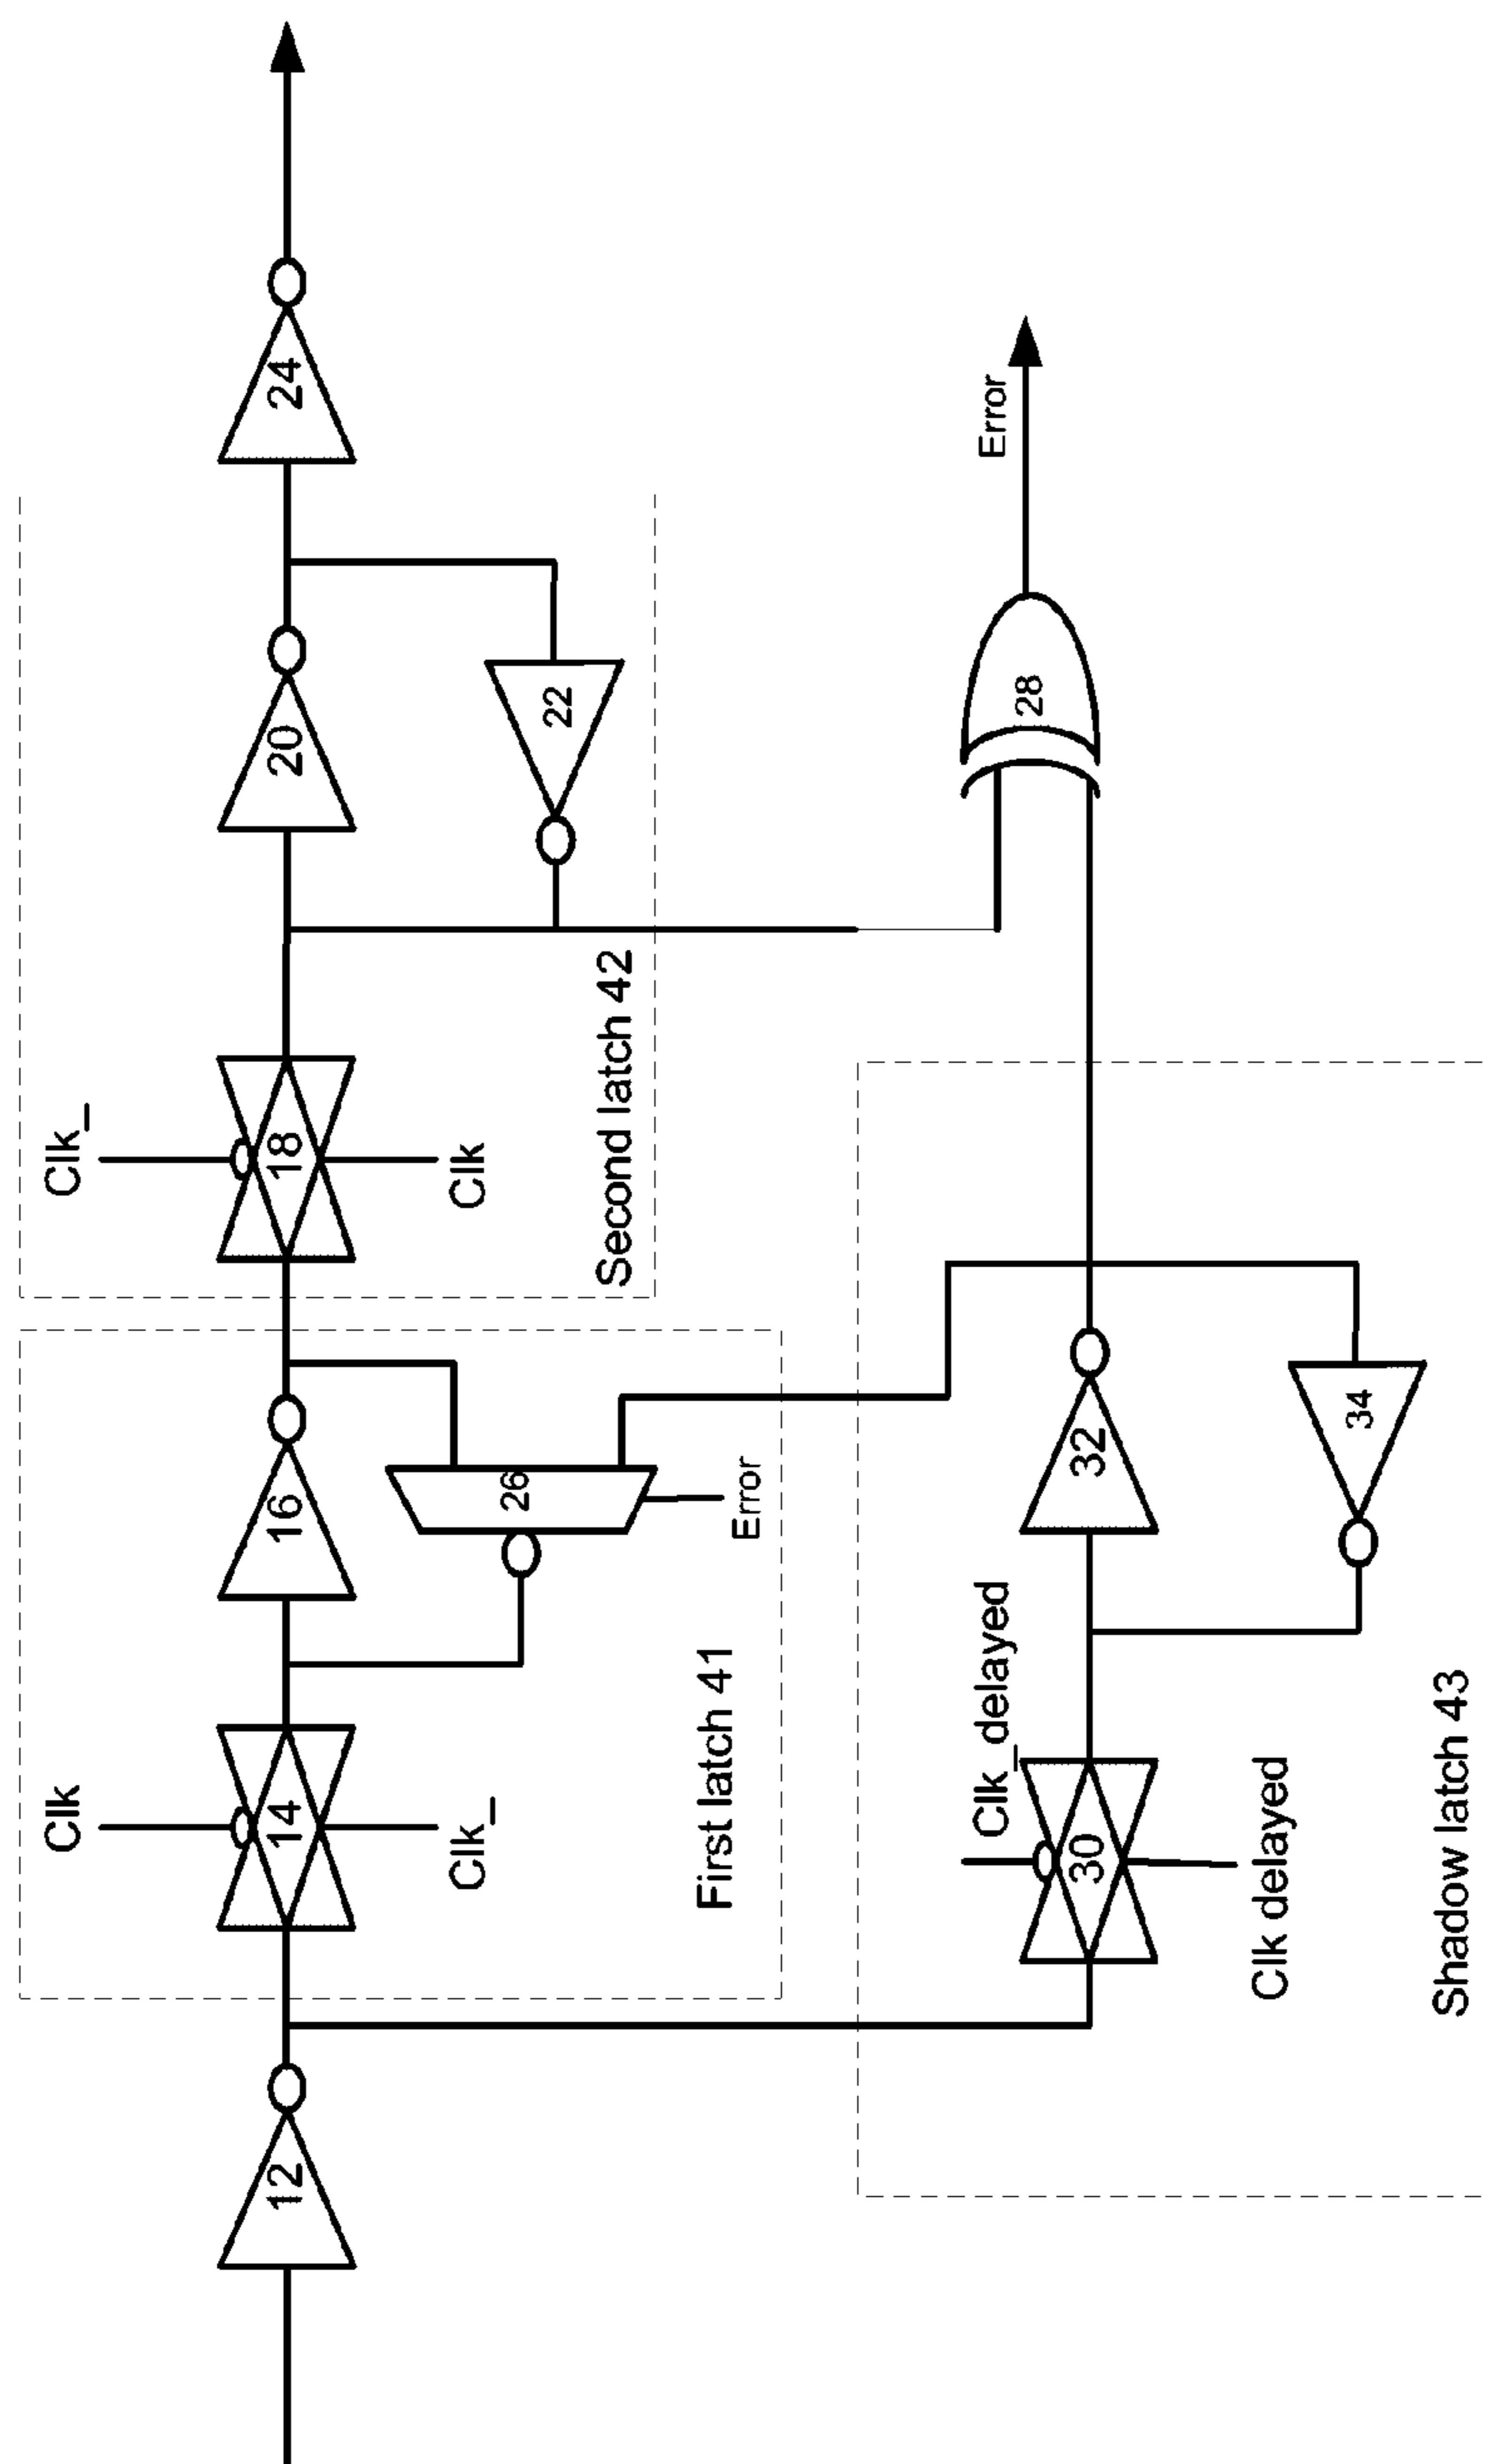 Clk
Clk_
12
14
16
18
20
24
Clk_
Clk
26
22
Error
First latch 41
Second latch 42
Error
28
Clk_delayed
30
32
Clk delayed
34
Shadow latch 43